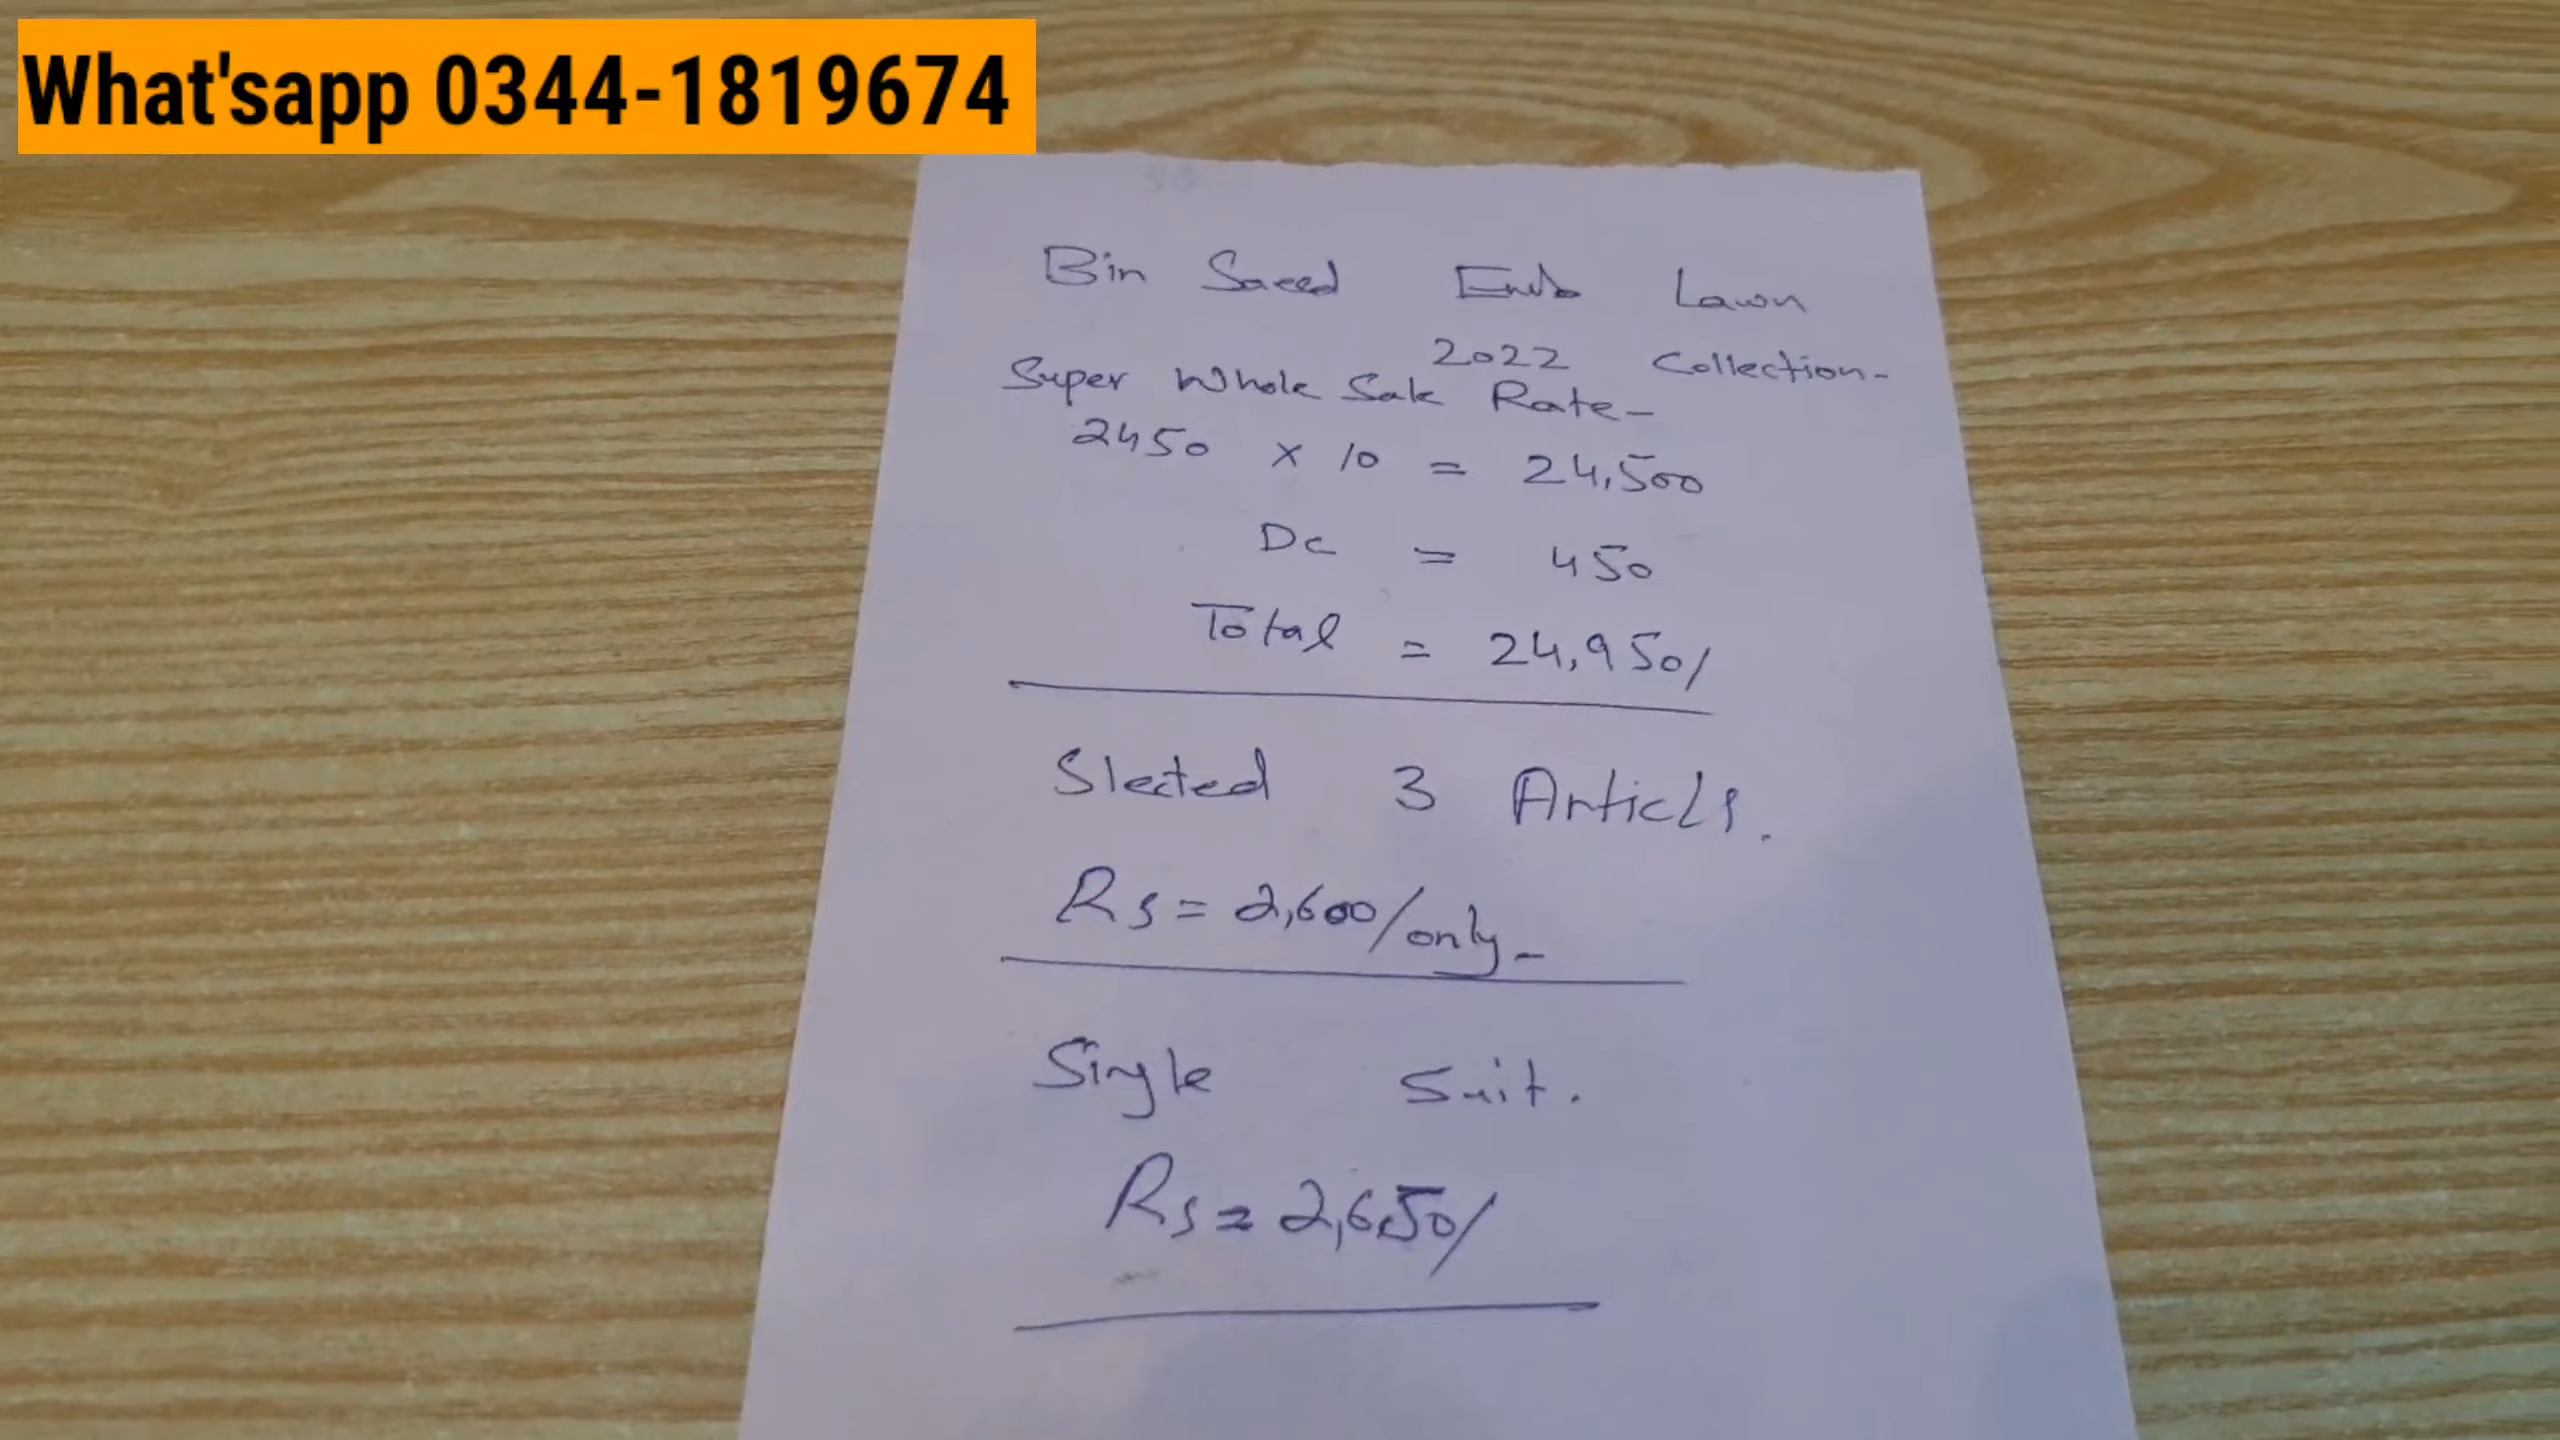 What'sapp 0344-1819674
Bin Saeed Emb Lawn
2022 Collection-
Super Whole Sale Rate-
2450 x 10 = 24,500
Dc = 450
Total = 24,950/
Slected 3 Articls.
Rs = 2,600/only-
Single Suit.
Rs = 2,650/